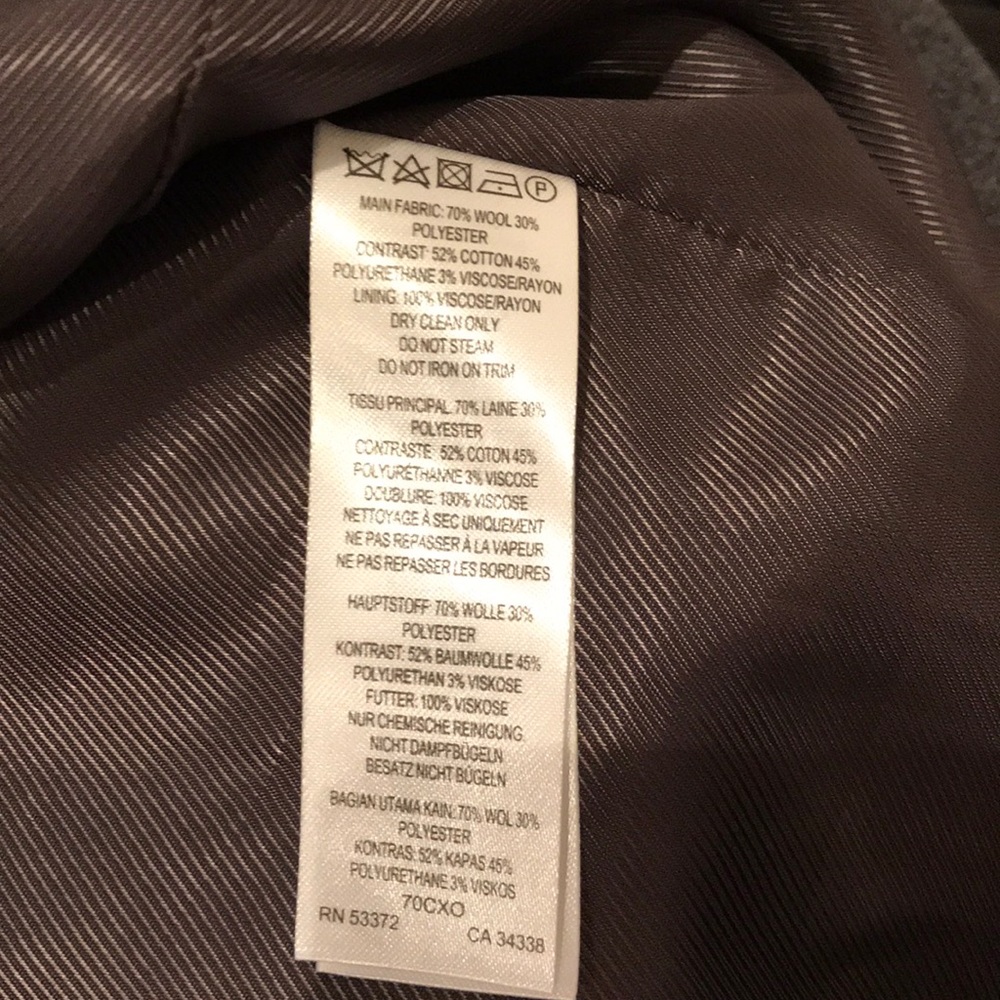 P
MAIN FABRIC: 70% WOOL 30%
POLYESTER
CONTRAST: 52% COTTON 45%
POLYURETHANE 3% VISCOSE/RAYON
LINING: 100% VISCOSE/RAYON
DRY CLEAN ONLY
DO NOT STEAM
DO NOT IRON ON TRIM
TISSU PRINCIPAL: 70% LAINE 30%
POLYESTER
CONTRASTE: 52% COTON 45%
POLYURÉTHANNE 3% VISCOSE
DOUBLURE: 100% VISCOSE
NETTOYAGE À SEC UNIQUEMENT
NE PAS REPASSER À LA VAPEUR
NE PAS REPASSER LES BORDURES
HAUPTSTOFF: 70% WOLLE 30%
POLYESTER
KONTRAST: 52% BAUMWOLLE 45%
POLYURETHAN 3% VISKOSE
FUTTER: 100% VISKOSE
NUR CHEMISCHE REINIGUNG
NICHT DAMPFBÜGELN
BESATZ NICHT BÜGELN
BAGIAN UTAMA KAIN: 70% WOL 30%
POLYESTER
KONTRAS: 52% KAPAS 45%
POLYURETHANE 3% VISKOS
70CXO
RN 53372 CA 34338